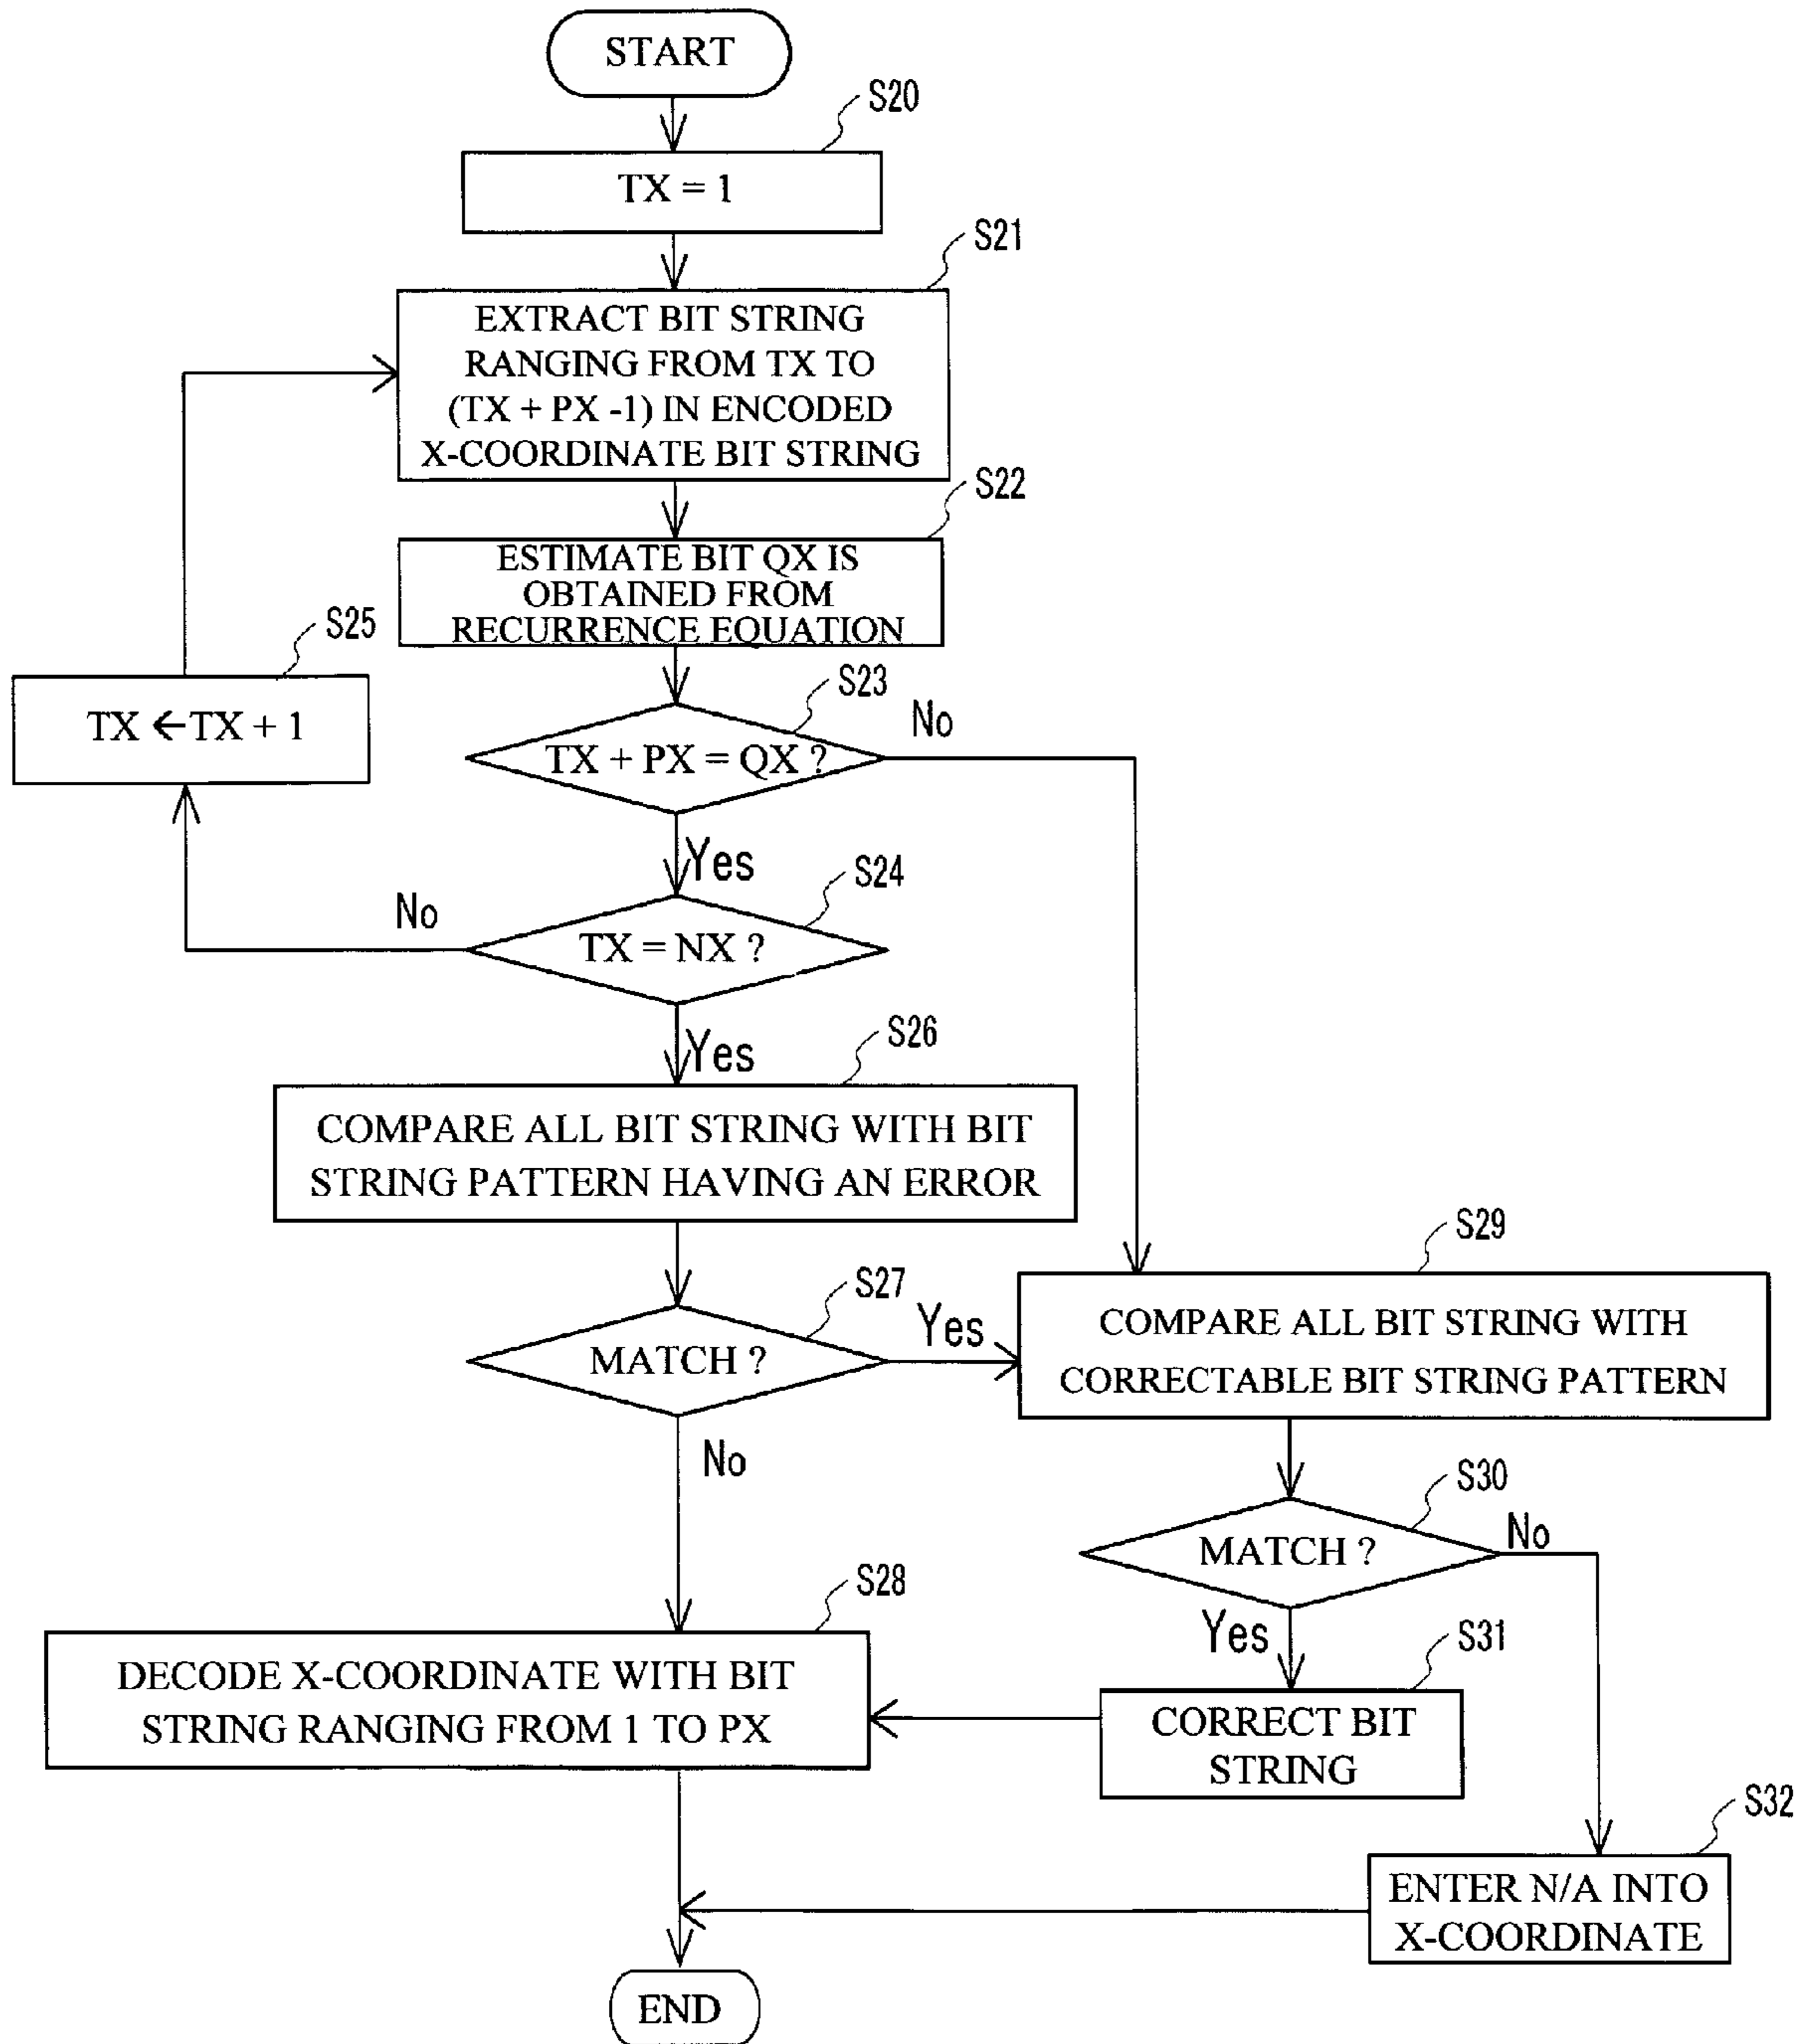 START
S20
TX = 1
S21
EXTRACT BIT STRING
RANGING FROM TX TO
(TX + PX -1) IN ENCODED
X-COORDINATE BIT STRING
S22
ESTIMATE BIT QX IS
OBTAINED FROM
RECURRENCE EQUATION
S25
TX ← TX + 1
S23
TX + PX = QX ?
No
Yes
S24
No
TX = NX ?
Yes
S26
COMPARE ALL BIT STRING WITH BIT
STRING PATTERN HAVING AN ERROR
S27
MATCH ?
Yes
No
S29
COMPARE ALL BIT STRING WITH
CORRECTABLE BIT STRING PATTERN
S30
MATCH ?
No
Yes
S28
DECODE X-COORDINATE WITH BIT
STRING RANGING FROM 1 TO PX
S31
CORRECT BIT
STRING
S32
ENTER N/A INTO
X-COORDINATE
END